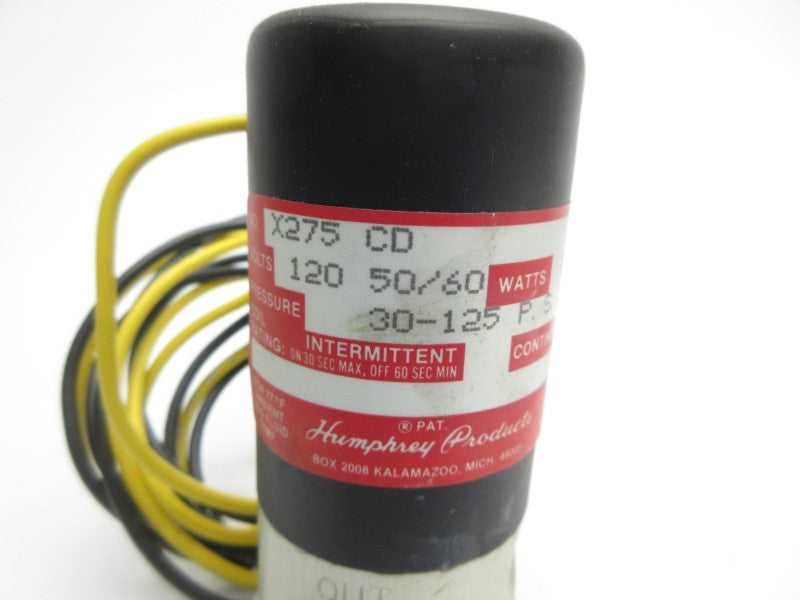 X275 CD
120 50/60 WATTS
30-125 P.S.
INTERMITTENT
ON 30 SEC MAX, OFF 60 SEC MIN
® PAT.
Humphrey Products
BOX 2008 KALAMAZOO, MICH. 49003
OUT